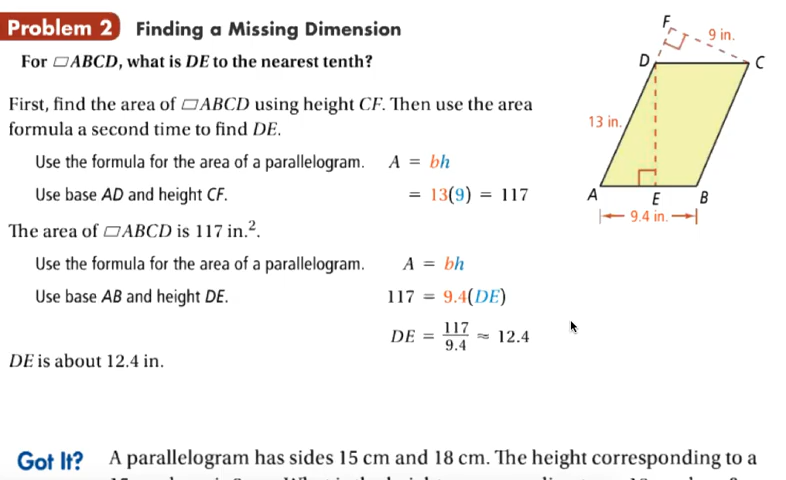 Problem 2 Finding a Missing Dimension
For ▱ABCD, what is DE to the nearest tenth?
First, find the area of ▱ABCD using height CF. Then use the area
formula a second time to find DE.
Use the formula for the area of a parallelogram. A = bh
Use base AD and height CF. = 13(9) = 117
The area of ▱ABCD is 117 in.².
Use the formula for the area of a parallelogram. A = bh
Use base AB and height DE. 117 = 9.4(DE)
DE = 117/9.4 ≈ 12.4
DE is about 12.4 in.
F
9 in.
D
C
13 in.
A
E
B
9.4 in.
Got It? A parallelogram has sides 15 cm and 18 cm. The height corresponding to a